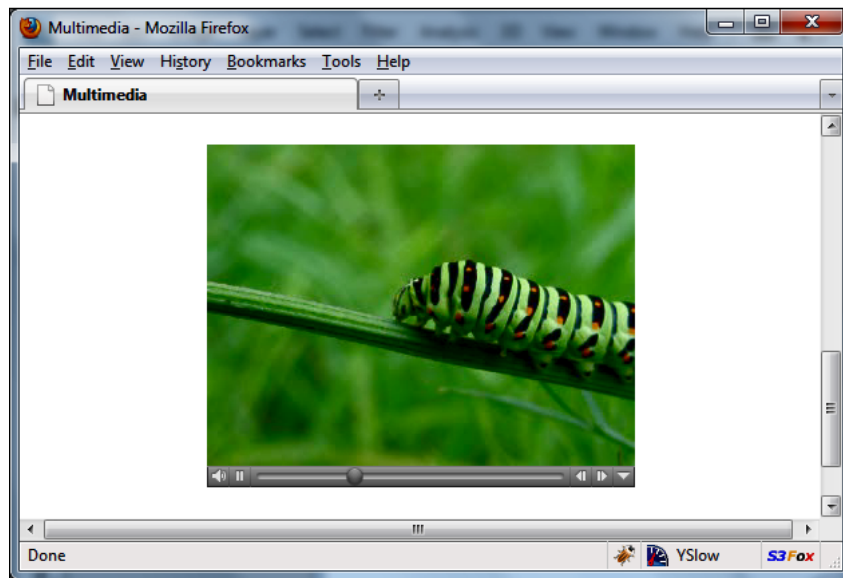 Multimedia - Mozilla Firefox
File Edit View History Bookmarks Tools Help
Multimedia
Done YSlow S3Fox